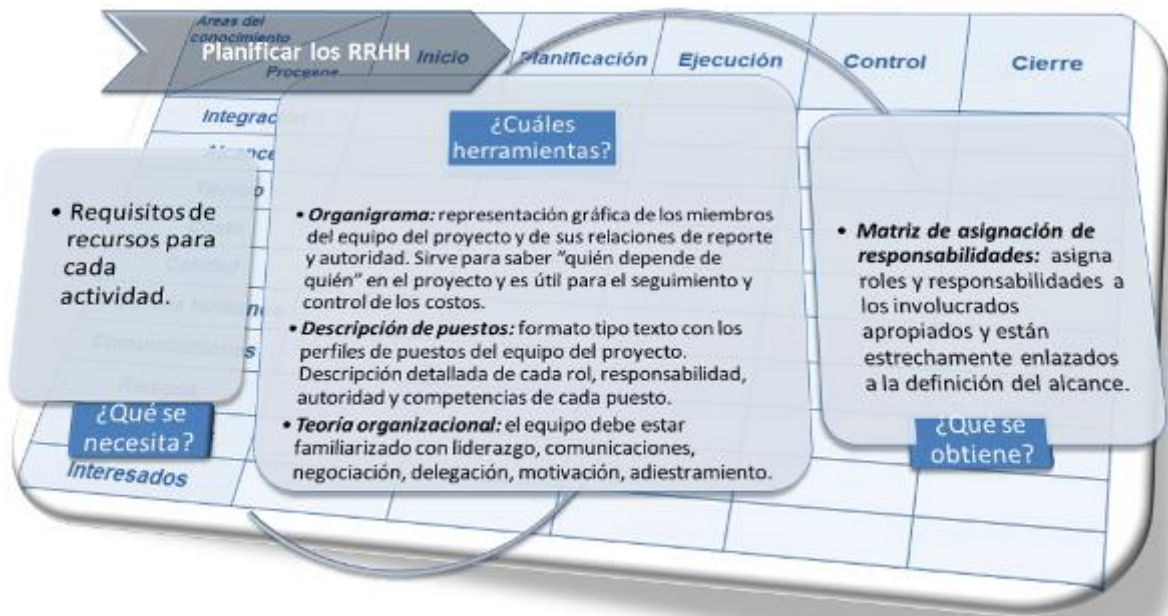 Areas del
conocimiento
Planificar los RRHH
Procesos
Inicio
Planificación
Ejecución
Control
Cierre
Integración
Alcance
Interesados
¿Qué se
necesita?
• Requisitos de
recursos para
cada
actividad.
¿Cuáles
herramientas?
• Organigrama: representación gráfica de los miembros
del equipo del proyecto y de sus relaciones de reporte
y autoridad. Sirve para saber "quién depende de
quién" en el proyecto y es útil para el seguimiento y
control de los costos.
• Descripción de puestos: formato tipo texto con los
perfiles de puestos del equipo del proyecto.
Descripción detallada de cada rol, responsabilidad,
autoridad y competencias de cada puesto.
• Teoría organizacional: el equipo debe estar
familiarizado con liderazgo, comunicaciones,
negociación, delegación, motivación, adiestramiento.
• Matriz de asignación de
responsabilidades: asigna
roles y responsabilidades a
los involucrados
apropiados y están
estrechamente enlazados
a la definición del alcance.
¿Qué se
obtiene?